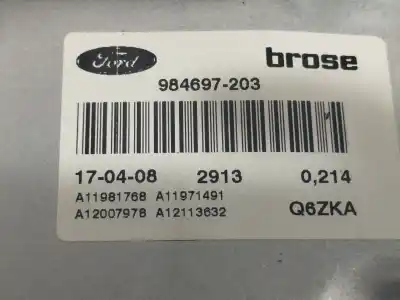 Ford brose
984697-203
17-04-08 2913 0,214
A11981768 A11971491
A12007978 A12113632 Q6ZKA